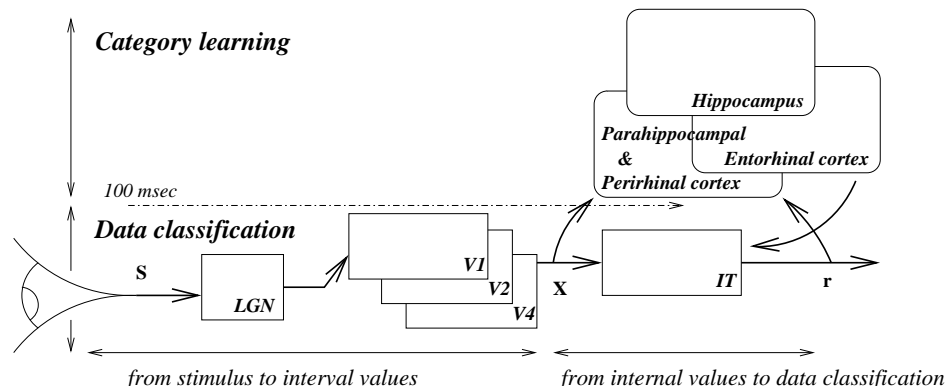 Category learning
Hippocampus
Parahippocampal
&
Entorhinal cortex
Perirhinal cortex
100 msec
Data classification
S
LGN
V1
V2
V4
X
IT
r
from stimulus to interval values
from internal values to data classification